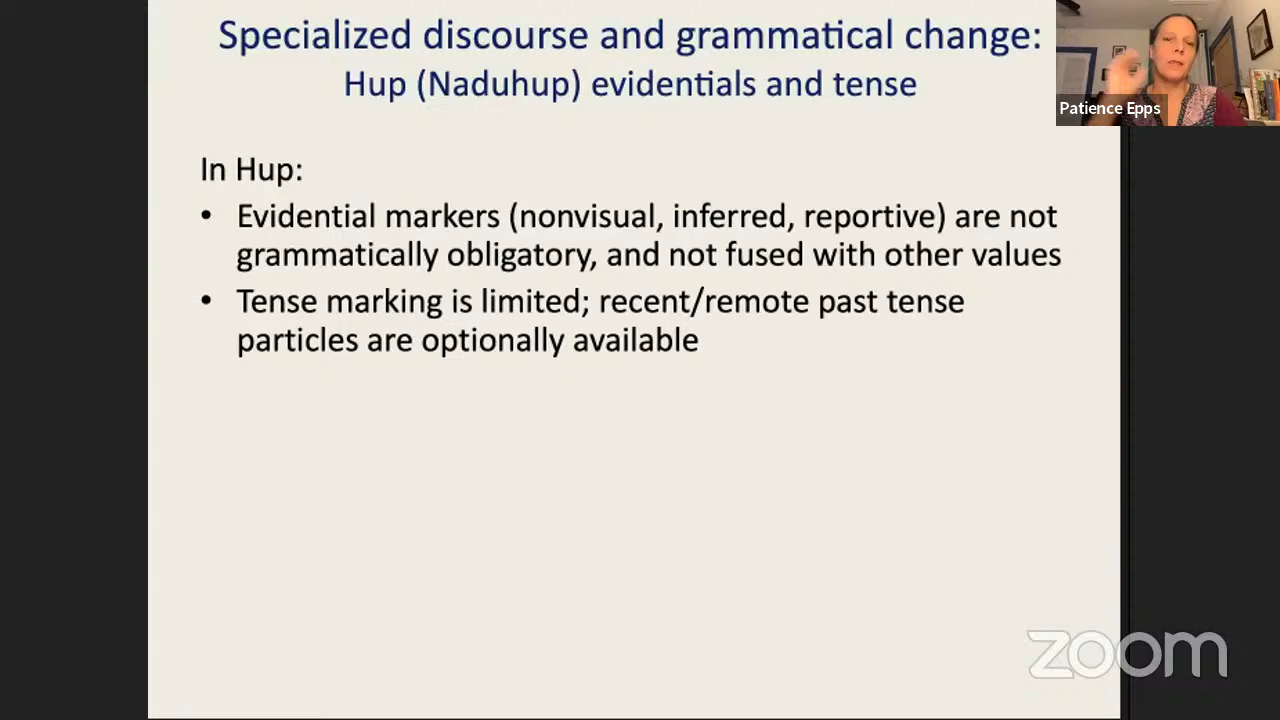 Specialized discourse and grammatical change:
Hup (Naduhup) evidentials and tense
Patience Epps
In Hup:
• Evidential markers (nonvisual, inferred, reportive) are not
grammatically obligatory, and not fused with other values
• Tense marking is limited; recent/remote past tense
particles are optionally available
zoom